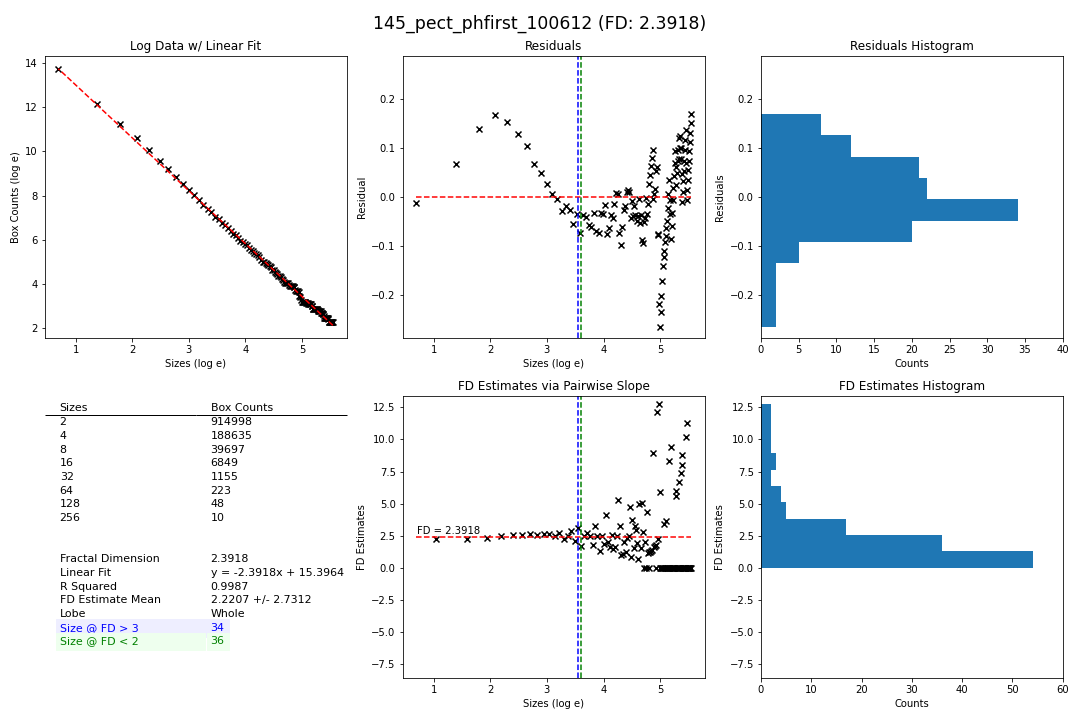 145_pect_phfirst_100612 (FD: 2.3918)
Log Data w/ Linear Fit
Box Counts (log e)
14
12
10
8
6
4
2
1 2 3 4 5
Sizes (log e)
Residuals
Residual
0.2
0.1
0.0
−0.1
−0.2
1 2 3 4 5
Sizes (log e)
Residuals Histogram
Residuals
0.2
0.1
0.0
−0.1
−0.2
0 5 10 15 20 25 30 35 40
Counts
Sizes Box Counts
2 914998
4 188635
8 39697
16 6849
32 1155
64 223
128 48
256 10
Fractal Dimension 2.3918
Linear Fit y = -2.3918x + 15.3964
R Squared 0.9987
FD Estimate Mean 2.2207 +/- 2.7312
Lobe Whole
Size @ FD > 3 34
Size @ FD < 2 36
FD Estimates via Pairwise Slope
FD Estimates
12.5
10.0
7.5
5.0
2.5
0.0
−2.5
−5.0
−7.5
FD = 2.3918
1 2 3 4 5
Sizes (log e)
FD Estimates Histogram
FD Estimates
12.5
10.0
7.5
5.0
2.5
0.0
−2.5
−5.0
−7.5
0 10 20 30 40 50 60
Counts